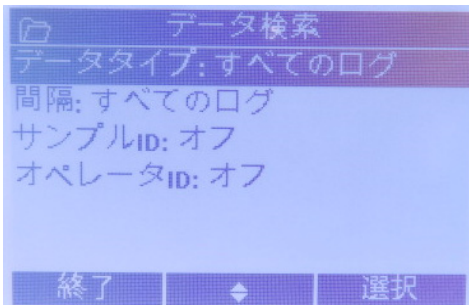 データ検索
データタイプ: すべてのログ
間隔: すべてのログ
サンプルID: オフ
オペレータID: オフ
終了 選択